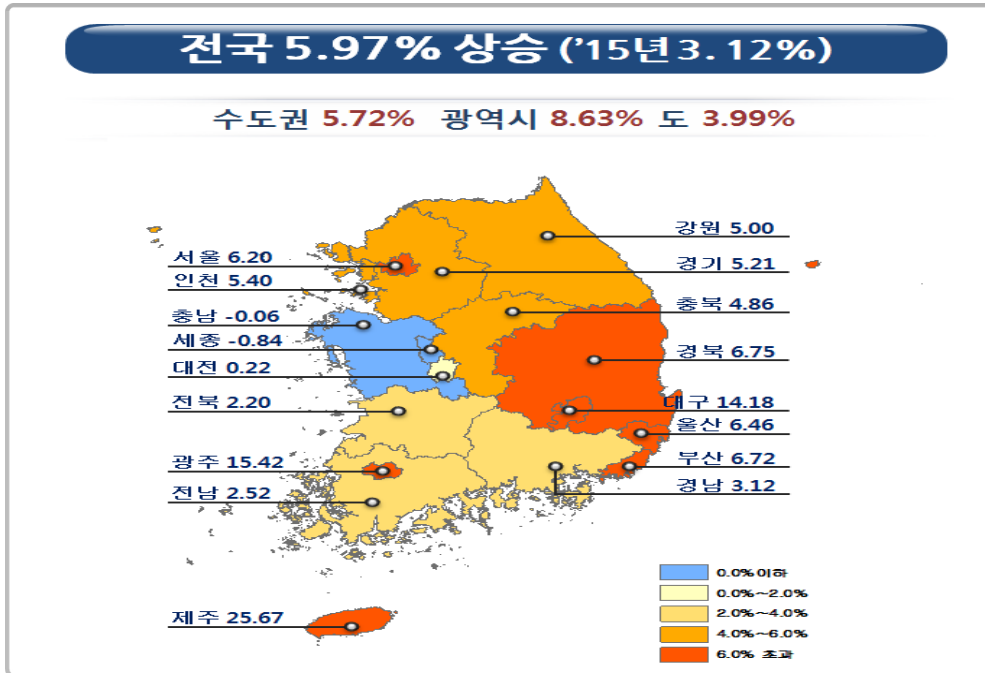 전국 5.97% 상승 ('15년 3. 12%)
수도권 5.72% 광역시 8.63% 도 3.99%
강원 5.00
서울 6.20
경기 5.21
인천 5.40
충북 4.86
충남 -0.06
세종 -0.84
경북 6.75
대전 0.22
전북 2.20
대구 14.18
울산 6.46
광주 15.42
부산 6.72
전남 2.52
경남 3.12
제주 25.67
0.0%이하
0.0%~2.0%
2.0%~4.0%
4.0%~6.0%
6.0% 초과